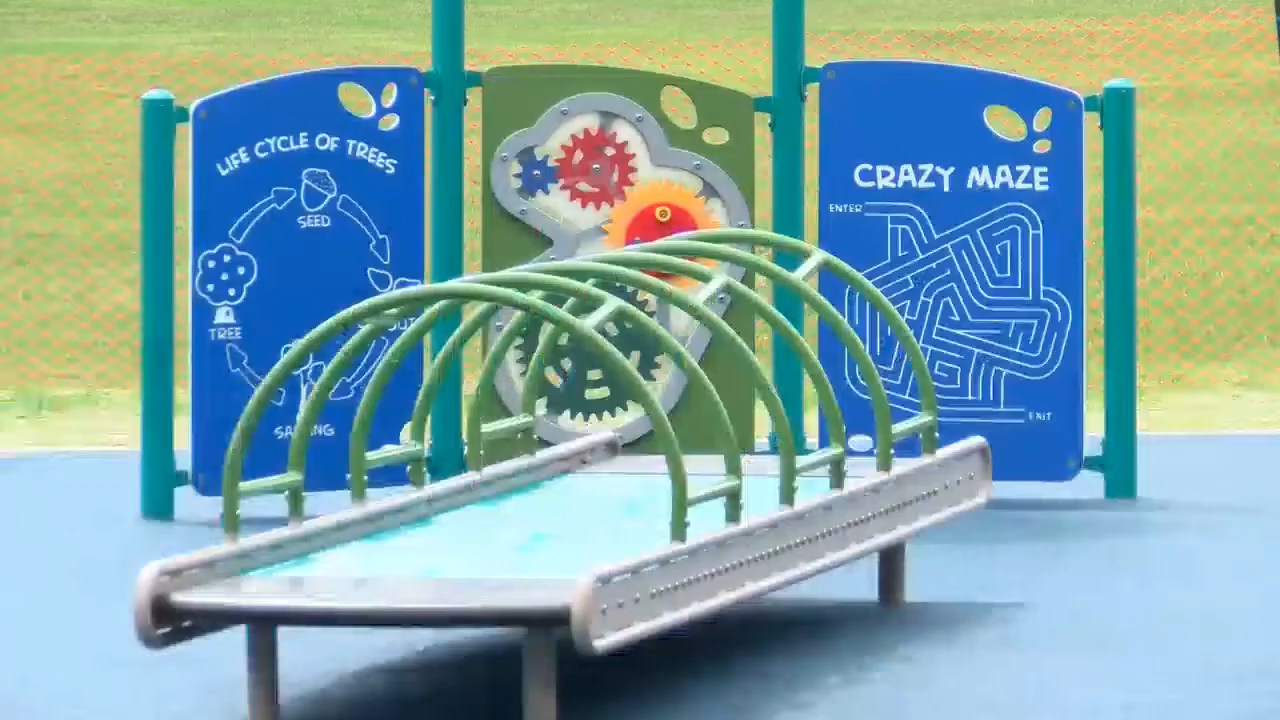 LIFE CYCLE OF TREES
SEED
TREE
CRAZY MAZE
ENTER
EXIT